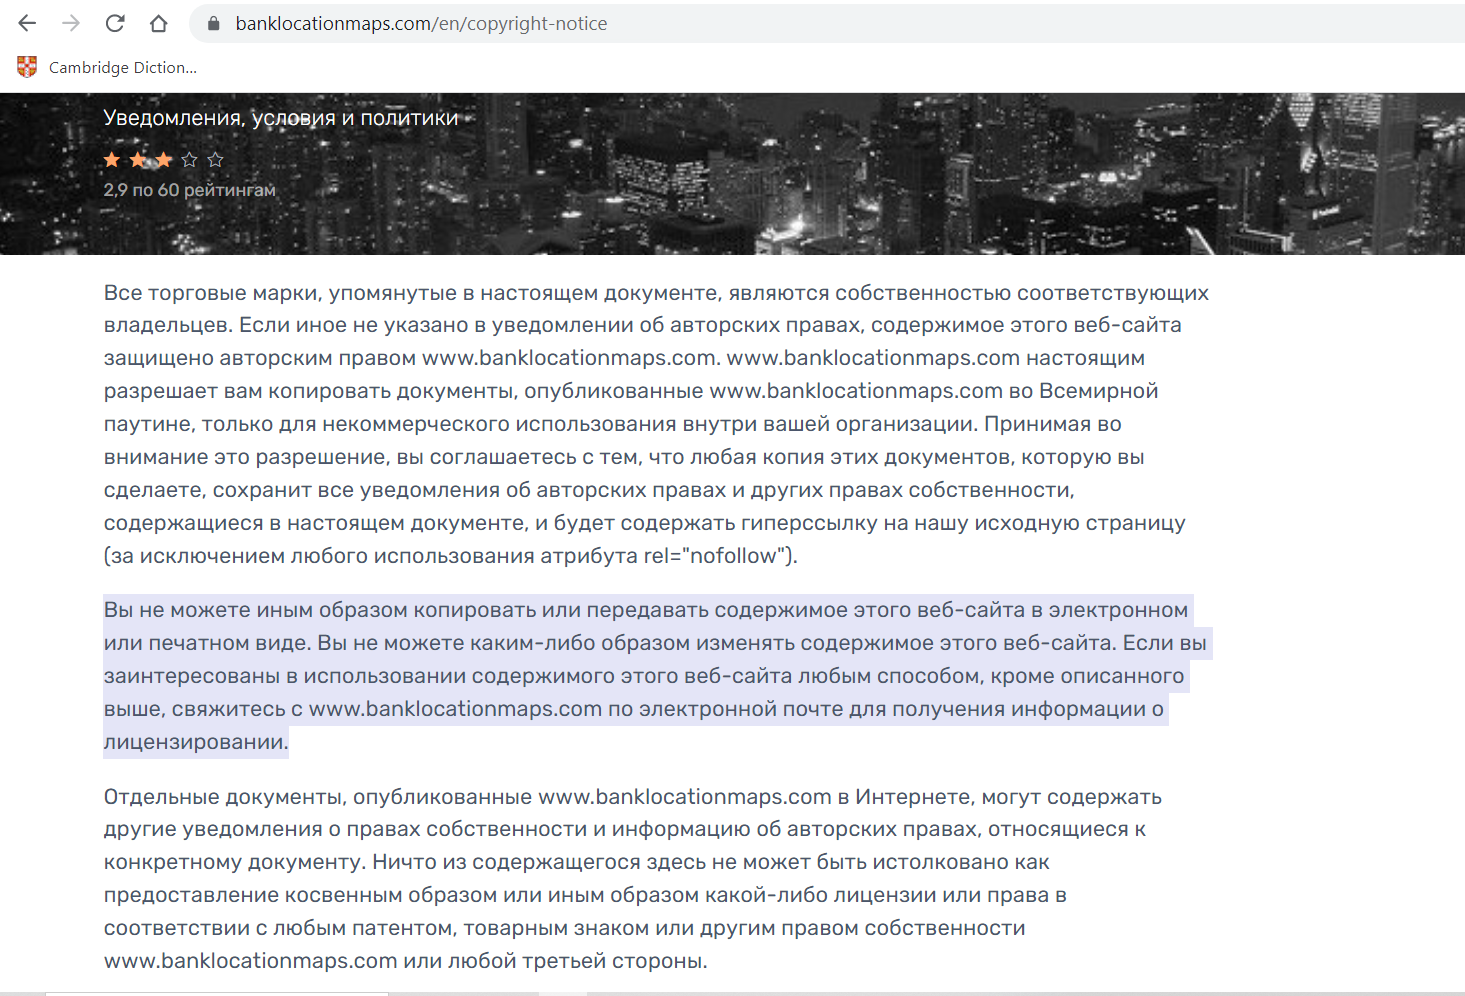 banklocationmaps.com/en/copyright-notice
Cambridge Diction...
Уведомления, условия и политики
2,9 по 60 рейтингам
Все торговые марки, упомянутые в настоящем документе, являются собственностью соответствующих
владельцев. Если иное не указано в уведомлении об авторских правах, содержимое этого веб-сайта
защищено авторским правом www.banklocationmaps.com. www.banklocationmaps.com настоящим
разрешает вам копировать документы, опубликованные www.banklocationmaps.com во Всемирной
паутине, только для некоммерческого использования внутри вашей организации. Принимая во
внимание это разрешение, вы соглашаетесь с тем, что любая копия этих документов, которую вы
сделаете, сохранит все уведомления об авторских правах и других правах собственности,
содержащиеся в настоящем документе, и будет содержать гиперссылку на нашу исходную страницу
(за исключением любого использования атрибута rel="nofollow").
Вы не можете иным образом копировать или передавать содержимое этого веб-сайта в электронном
или печатном виде. Вы не можете каким-либо образом изменять содержимое этого веб-сайта. Если вы
заинтересованы в использовании содержимого этого веб-сайта любым способом, кроме описанного
выше, свяжитесь с www.banklocationmaps.com по электронной почте для получения информации о
лицензировании.
Отдельные документы, опубликованные www.banklocationmaps.com в Интернете, могут содержать
другие уведомления о правах собственности и информацию об авторских правах, относящиеся к
конкретному документу. Ничто из содержащегося здесь не может быть истолковано как
предоставление косвенным образом или иным образом какой-либо лицензии или права в
соответствии с любым патентом, товарным знаком или другим правом собственности
www.banklocationmaps.com или любой третьей стороны.